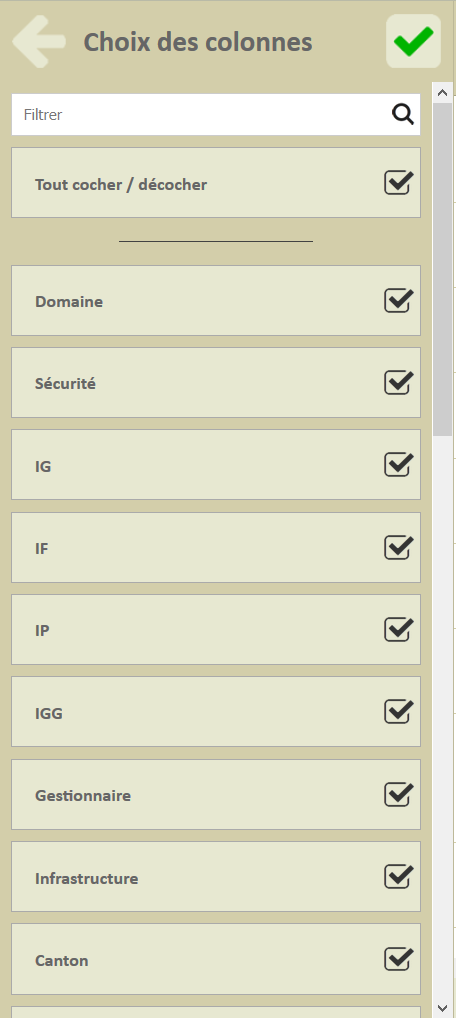 Choix des colonnes
Filtrer
Tout cocher / décocher
Domaine
Sécurité
IG
IF
IP
IGG
Gestionnaire
Infrastructure
Canton